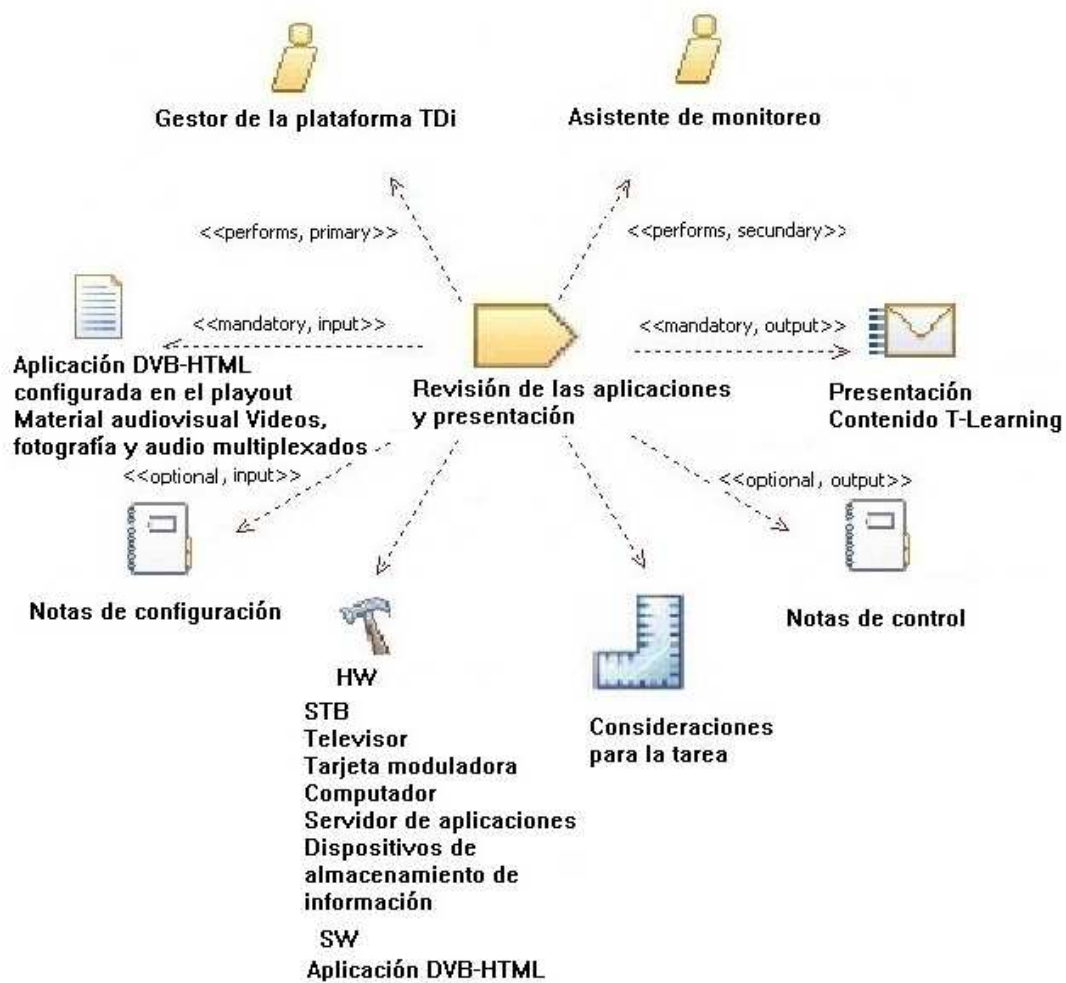 Gestor de la plataforma TDi
Asistente de monitoreo
<<performs, primary>>
<<performs, secundary>>
<<mandatory, input>>
<<mandatory, output>>
Aplicación DVB-HTML
configurada en el playout
Material audiovisual Videos,
fotografía y audio multiplexados
Revisión de las aplicaciones
y presentación
Presentación
Contenido T-Learning
<<optional, input>>
<<optional, output>>
Notas de configuración
Notas de control
HW
STB
Televisor
Tarjeta moduladora
Computador
Servidor de aplicaciones
Dispositivos de
almacenamiento de
información
SW
Aplicación DVB-HTML
Consideraciones
para la tarea